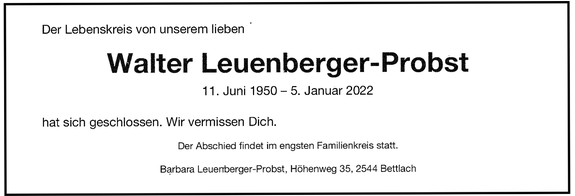 Der Lebenskreis von unserem lieben
Walter Leuenberger-Probst
11. Juni 1950 – 5. Januar 2022
hat sich geschlossen. Wir vermissen Dich.
Der Abschied findet im engsten Familienkreis statt.
Barbara Leuenberger-Probst, Höhenweg 35, 2544 Bettlach